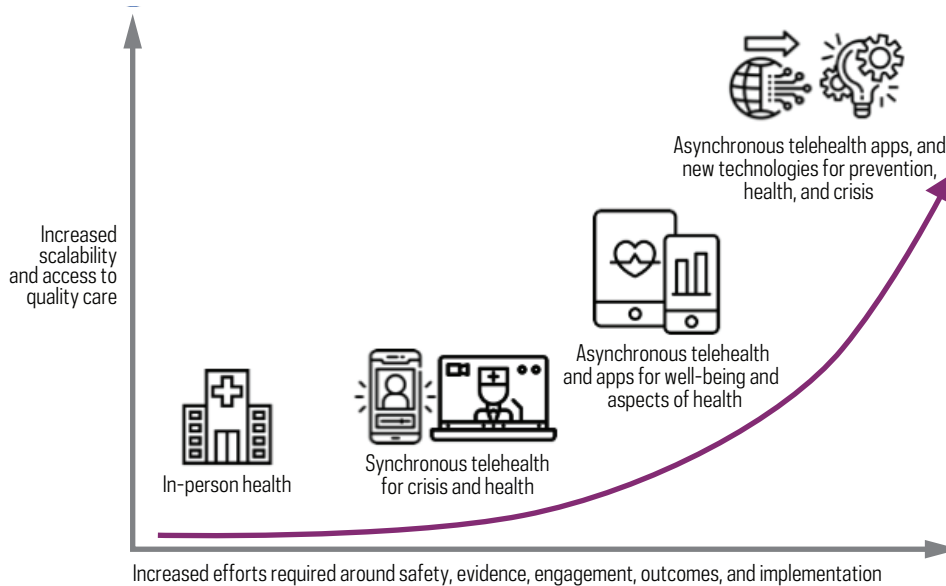 Asynchronous telehealth apps, and
new technologies for prevention,
health, and crisis
Increased
scalability
and access to
quality care
Asynchronous telehealth
and apps for well-being and
aspects of health
Synchronous telehealth
for crisis and health
In-person health
Increased efforts required around safety, evidence, engagement, outcomes, and implementation